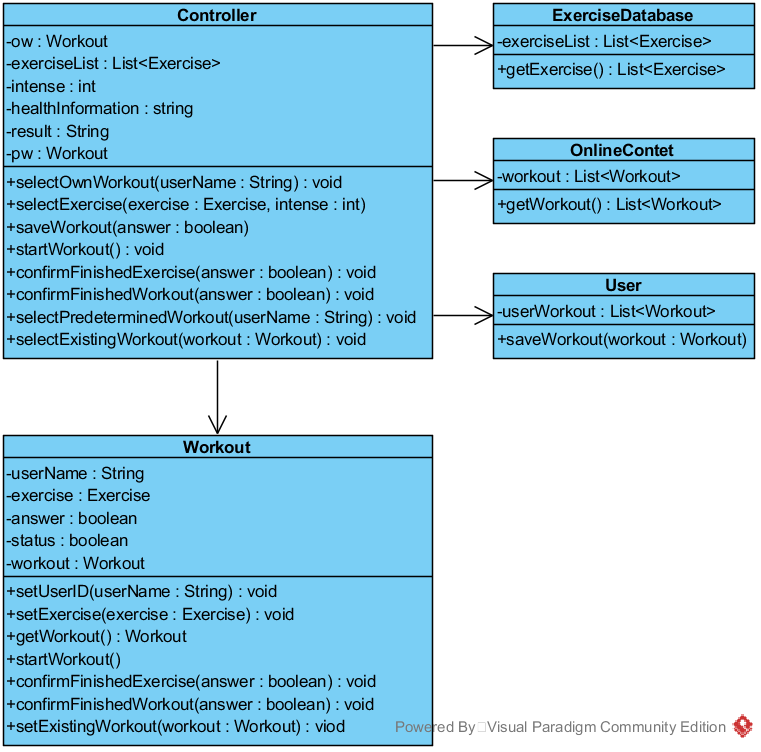 Controller
-ow : Workout
-exerciseList : List<Exercise>
-intense : int
-healthInformation : string
-result : String
-pw : Workout
+selectOwnWorkout(userName : String) : void
+selectExercise(exercise : Exercise, intense : int)
+saveWorkout(answer : boolean)
+startWorkout() : void
+confirmFinishedExercise(answer : boolean) : void
+confirmFinishedWorkout(answer : boolean) : void
+selectPredeterminedWorkout(userName : String) : void
+selectExistingWorkout(workout : Workout) : void
ExerciseDatabase
-exerciseList : List<Exercise>
+getExercise() : List<Exercise>
OnlineContet
-workout : List<Workout>
+getWorkout() : List<Workout>
User
-userWorkout : List<Workout>
+saveWorkout(workout : Workout)
Workout
-userName : String
-exercise : Exercise
-answer : boolean
-status : boolean
-workout : Workout
+setUserID(userName : String) : void
+setExercise(exercise : Exercise) : void
+getWorkout() : Workout
+startWorkout()
+confirmFinishedExercise(answer : boolean) : void
+confirmFinishedWorkout(answer : boolean) : void
+setExistingWorkout(workout : Workout) : viod
Powered By Visual Paradigm Community Edition